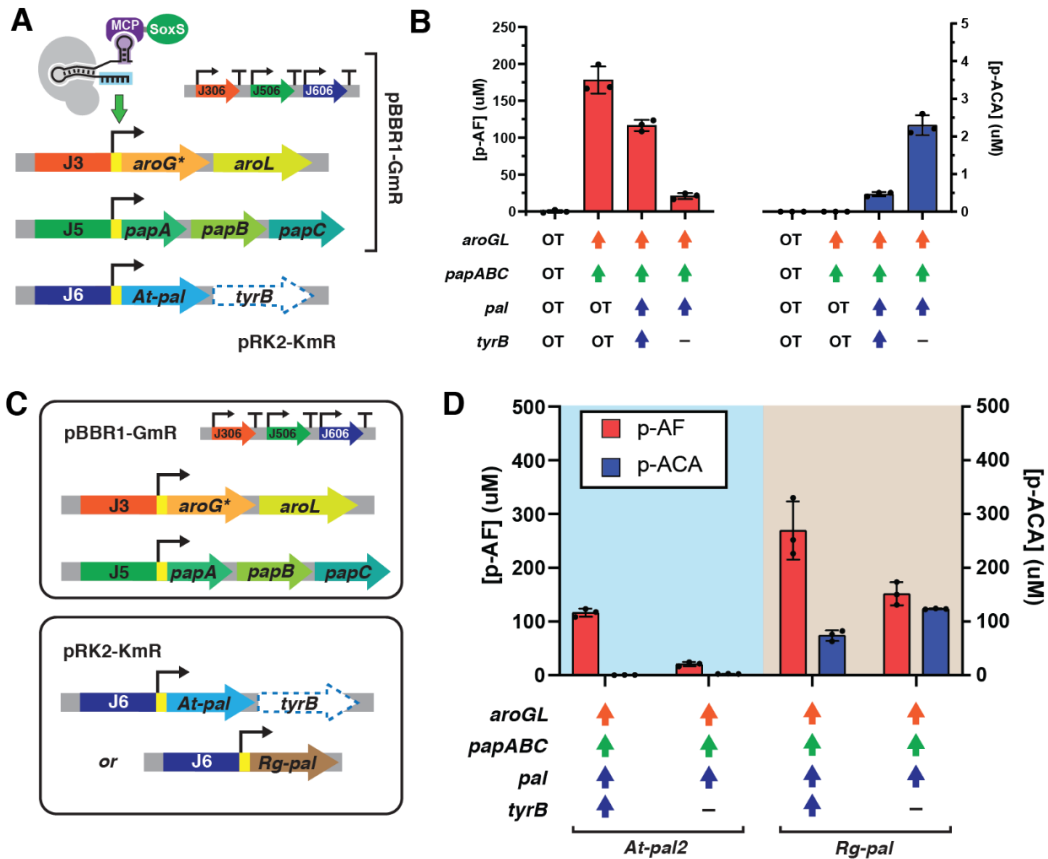 A
MCP
SoxS
J306 J506 J606
J3 aroG* aroL
J5 papA papB papC
J6 At-pal tyrB
pBBR1-GmR
pRK2-KmR
B
[p-AF] (uM)
250
200
150
100
50
0
5
4
3
2
1
0
[p-ACA] (uM)
aroGL OT OT
papABC OT OT
pal OT OT OT OT
tyrB OT OT – OT OT –
C
pBBR1-GmR
J306 J506 J606
J3 aroG* aroL
J5 papA papB papC
pRK2-KmR
J6 At-pal tyrB
or J6 Rg-pal
D
[p-AF] (uM)
500
400
300
200
100
0
p-AF
p-ACA
500
400
300
200
100
0
[p-ACA] (uM)
aroGL
papABC
pal
tyrB – –
At-pal2 Rg-pal